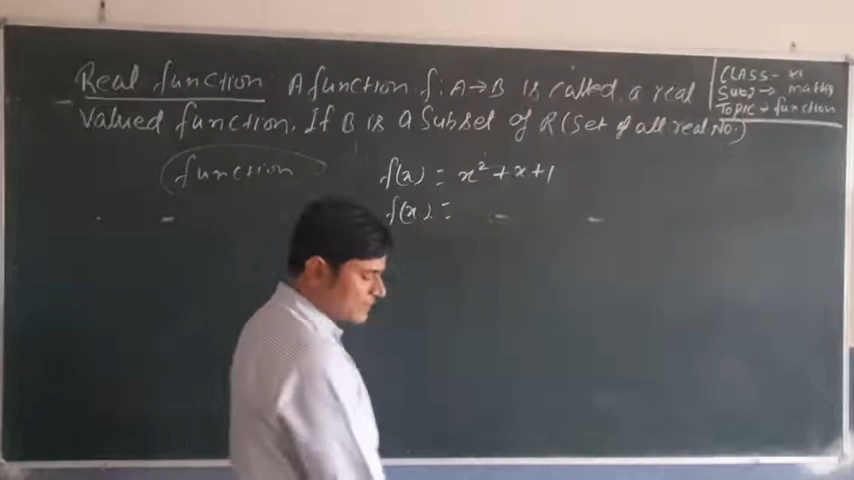 Real function A function f: A→B is called a real
Valued function, If B is a Subset of R (Set of all real No.)
CLASS - XI
Sub J → maths
Topic → function
function
f(x) = x² + x + 1
f(x) =